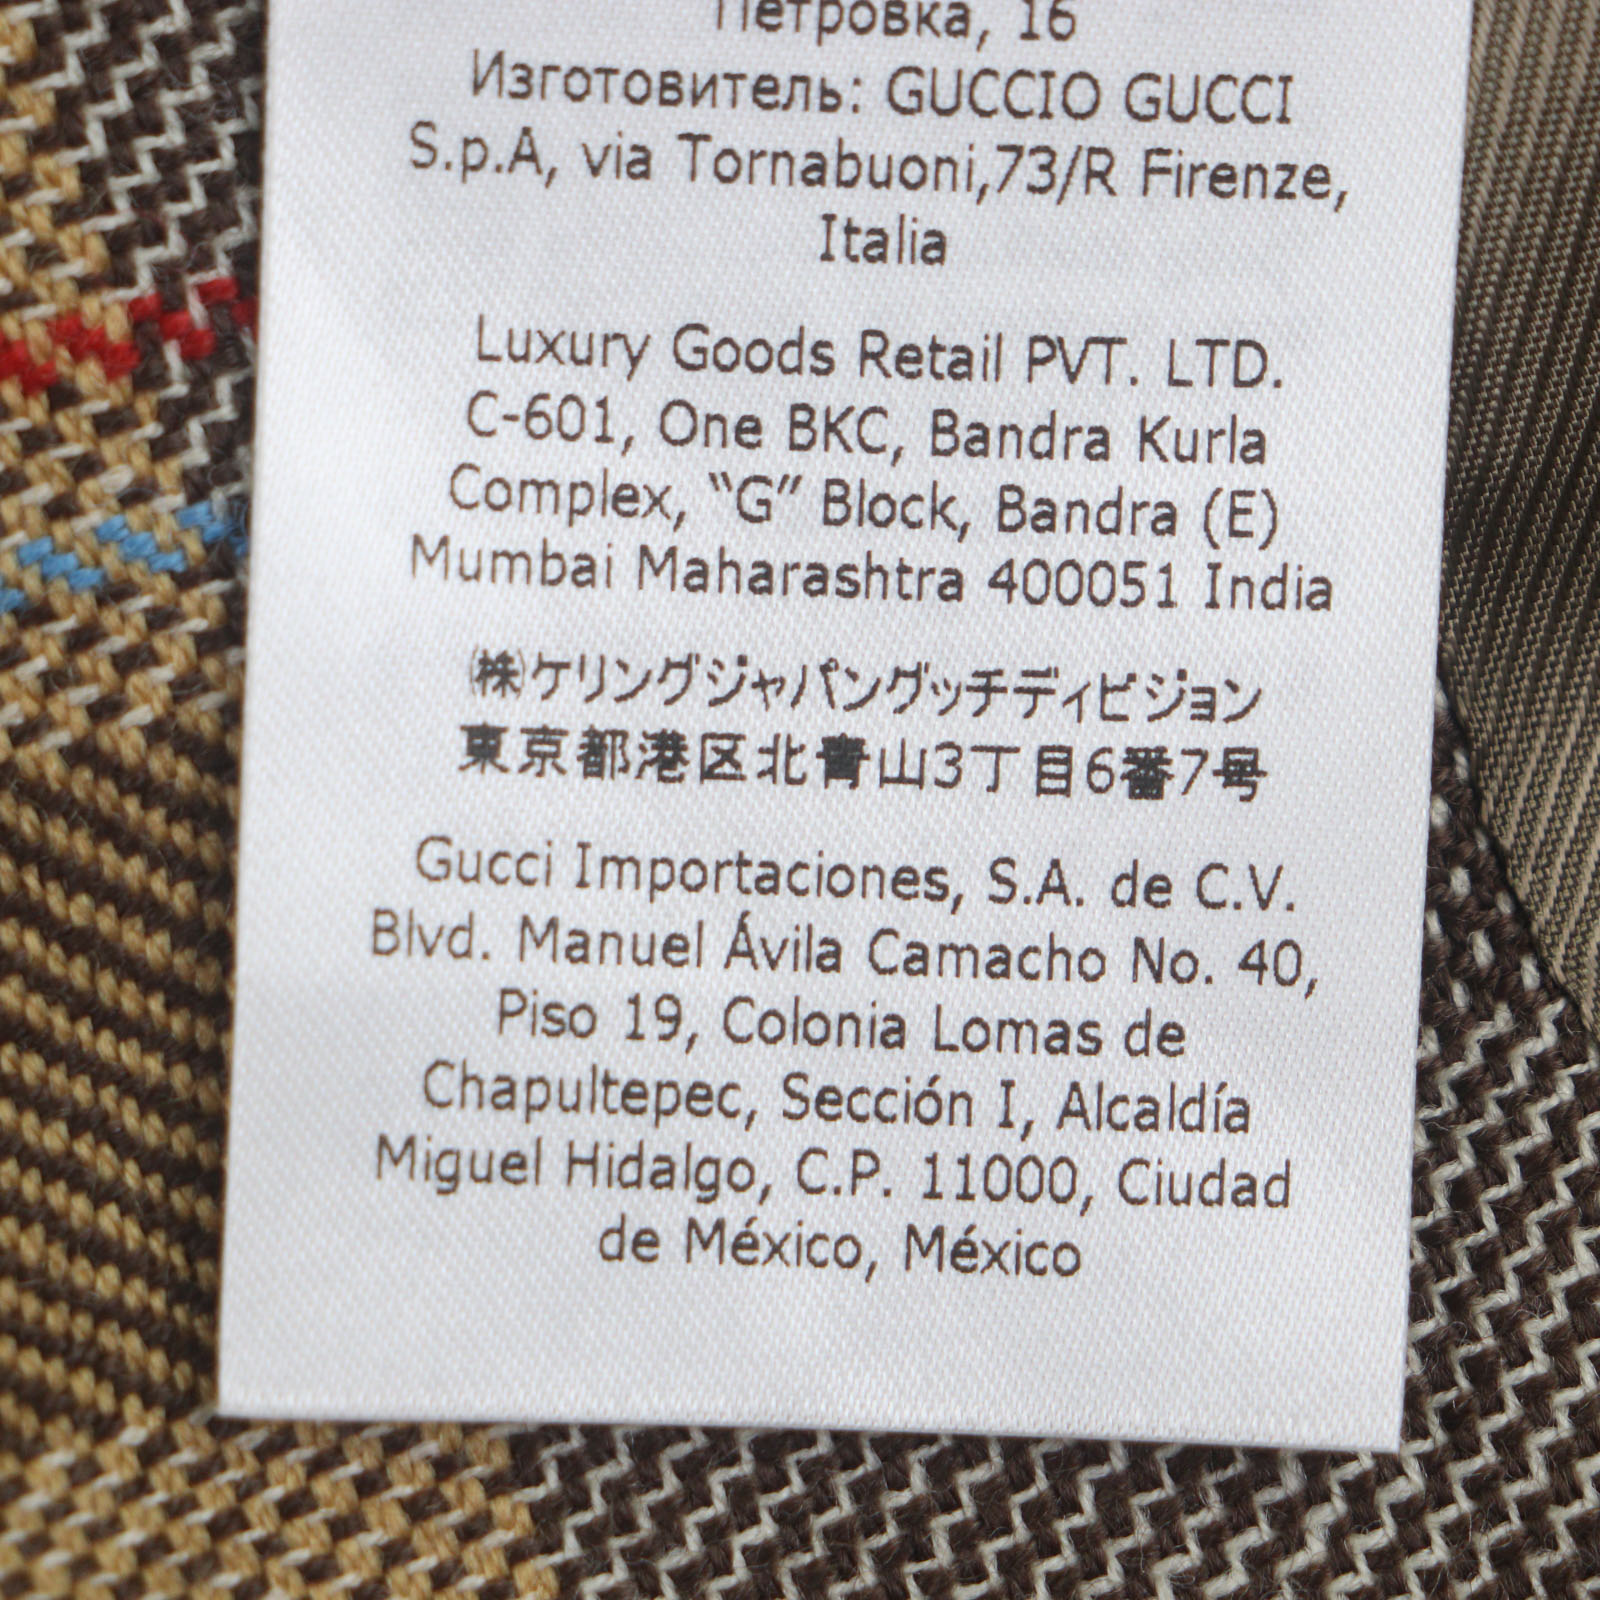 Петровка, 16
Изготовитель: GUCCIO GUCCI
S.p.A, via Tornabuoni,73/R Firenze,
Italia
Luxury Goods Retail PVT. LTD.
C-601, One BKC, Bandra Kurla
Complex, “G” Block, Bandra (E)
Mumbai Maharashtra 400051 India
㈱ケリングジャパングッチディビジョン
東京都港区北青山3丁目6番7号
Gucci Importaciones, S.A. de C.V.
Blvd. Manuel Ávila Camacho No. 40,
Piso 19, Colonia Lomas de
Chapultepec, Sección I, Alcaldía
Miguel Hidalgo, C.P. 11000, Ciudad
de México, México